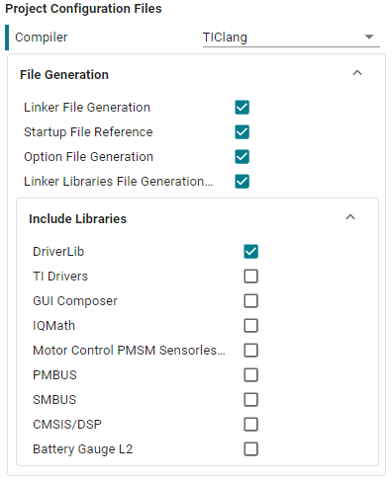 Project Configuration Files
Compiler TIClang
File Generation
Linker File Generation
Startup File Reference
Option File Generation
Linker Libraries File Generation...
Include Libraries
DriverLib
TI Drivers
GUI Composer
IQMath
Motor Control PMSM Sensorles...
PMBUS
SMBUS
CMSIS/DSP
Battery Gauge L2